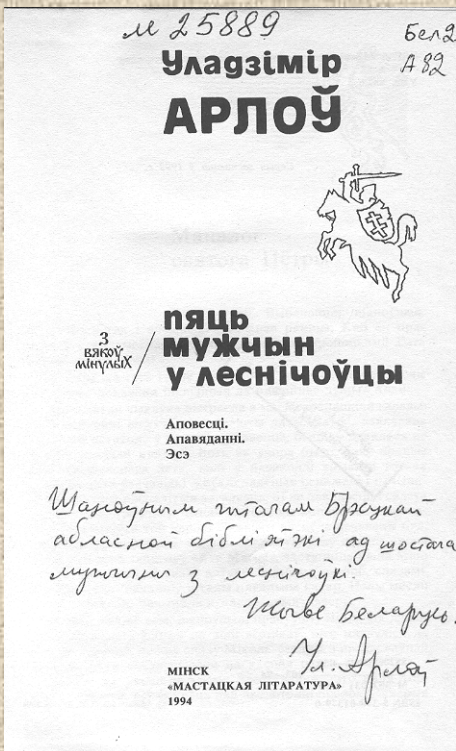 м 25889
Бел2
А82
Уладзімір
АРЛОЎ
З
вякоў
мінулых
пяць
мужчын
у леснічоўцы
Аповесці.
Апавяданні.
Эсэ
Шаноўным чытачам Брэсцкай
абласной бібліятэкі ад шостага
мужчыны з леснічоўкі.
Жыве Беларусь.
Ул. Арлоў
МІНСК
«МАСТАЦКАЯ ЛІТАРАТУРА»
1994